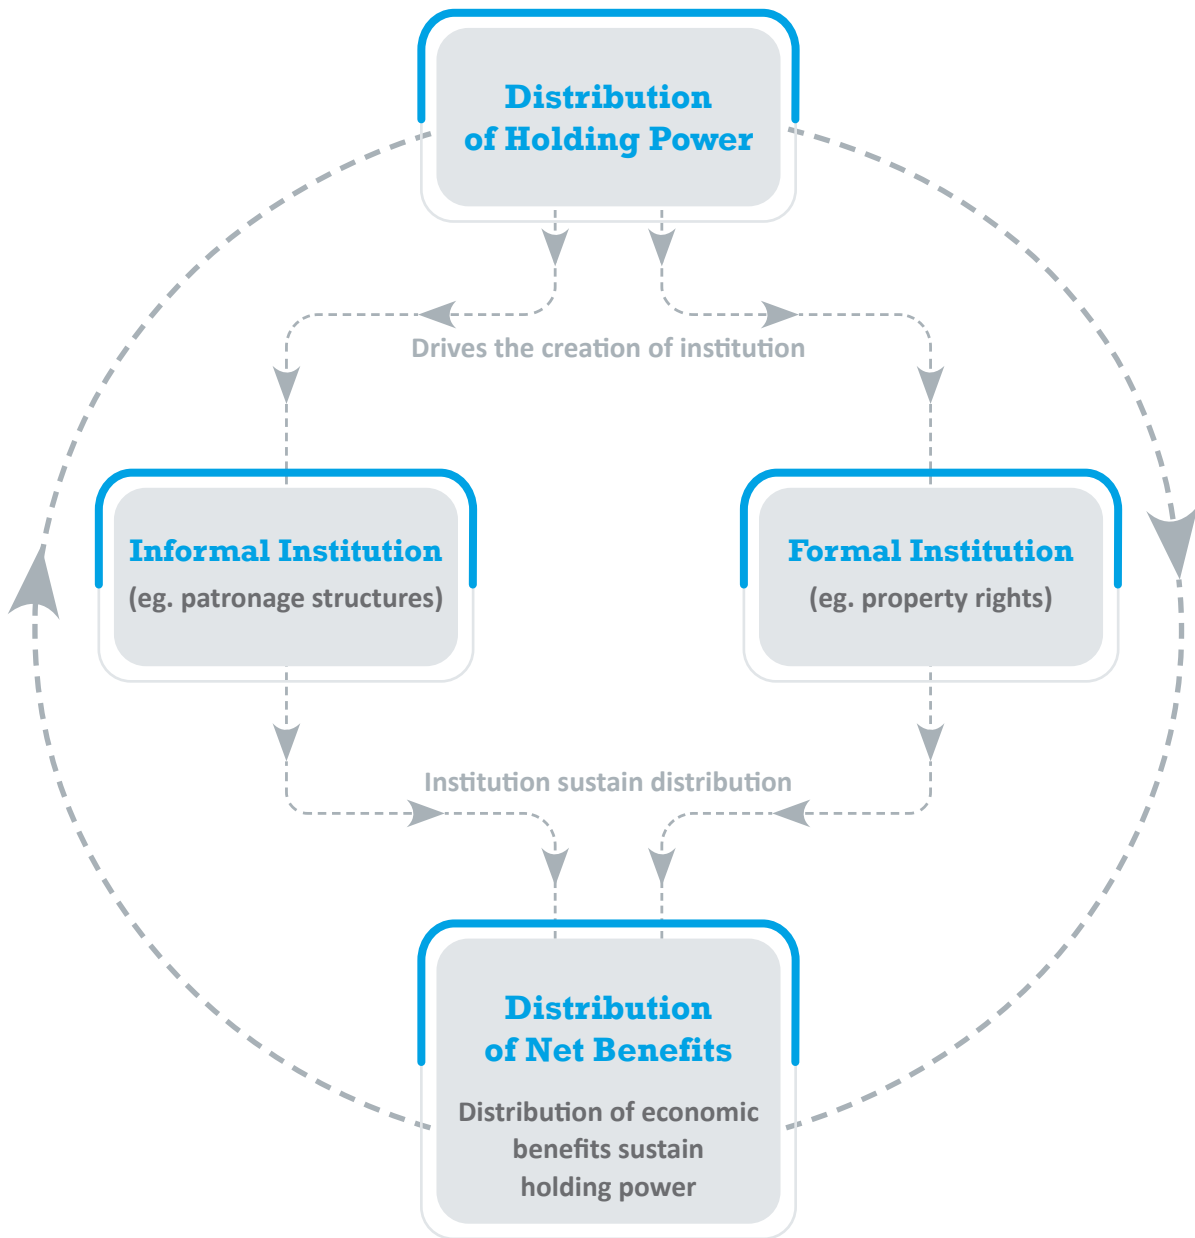 Distribution
of Holding Power
Drives the creation of institution
Informal Institution
(eg. patronage structures)
Formal Institution
(eg. property rights)
Institution sustain distribution
Distribution
of Net Benefits
Distribution of economic
benefits sustain
holding power